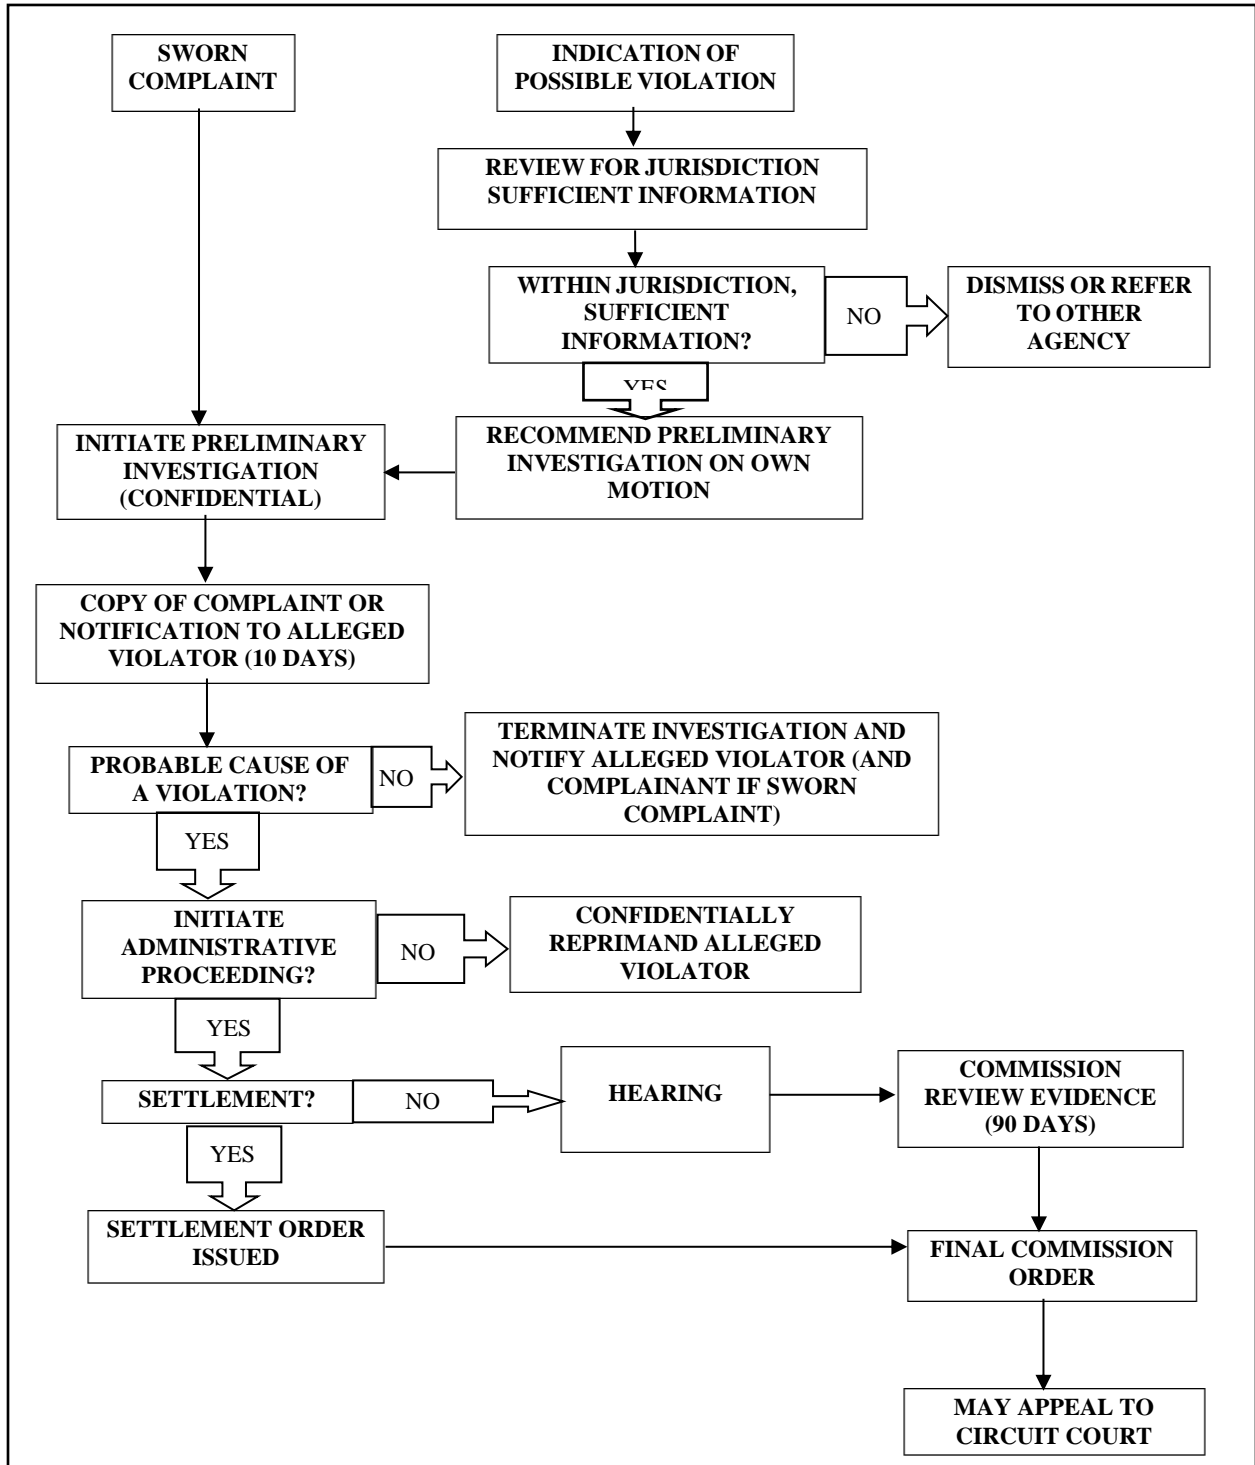 SWORN
COMPLAINT
INDICATION OF
POSSIBLE VIOLATION
REVIEW FOR JURISDICTION
SUFFICIENT INFORMATION
WITHIN JURISDICTION,
SUFFICIENT
INFORMATION?
NO
DISMISS OR REFER
TO OTHER
AGENCY
YES
INITIATE PRELIMINARY
INVESTIGATION
(CONFIDENTIAL)
RECOMMEND PRELIMINARY
INVESTIGATION ON OWN
MOTION
COPY OF COMPLAINT OR
NOTIFICATION TO ALLEGED
VIOLATOR (10 DAYS)
PROBABLE CAUSE OF
A VIOLATION?
NO
TERMINATE INVESTIGATION AND
NOTIFY ALLEGED VIOLATOR (AND
COMPLAINANT IF SWORN
COMPLAINT)
YES
INITIATE
ADMINISTRATIVE
PROCEEDING?
NO
CONFIDENTIALLY
REPRIMAND ALLEGED
VIOLATOR
YES
SETTLEMENT?
NO
HEARING
COMMISSION
REVIEW EVIDENCE
(90 DAYS)
YES
SETTLEMENT ORDER
ISSUED
FINAL COMMISSION
ORDER
MAY APPEAL TO
CIRCUIT COURT